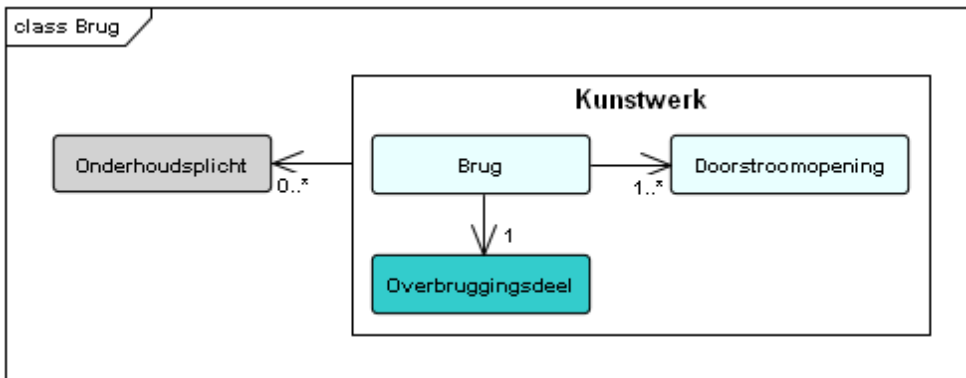 class Brug
Kunstwerk
Onderhoudsplicht
0..*
Brug
Doorstroomopening
1..*
1
Overbruggingsdeel